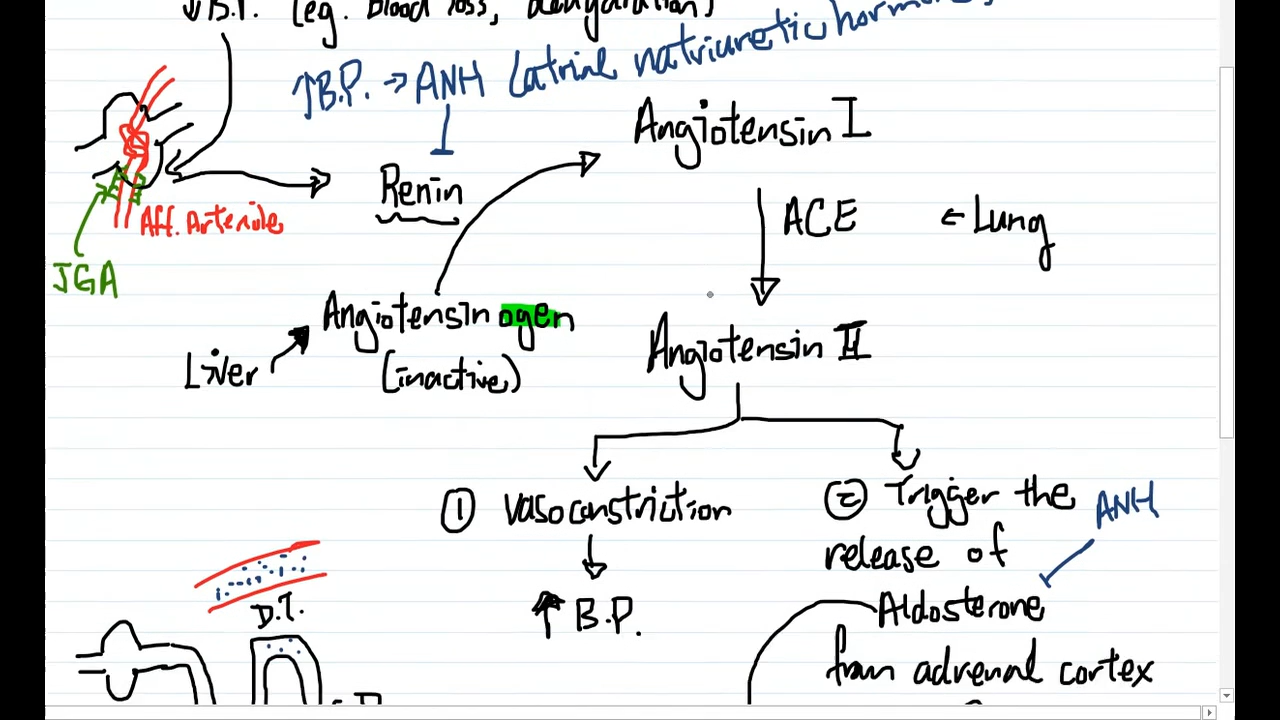 ↓B.P. (eg. blood loss, dehydration)
↑B.P. → ANH (atrial natriuretic hormone)
Angiotensin I
Renin
ACE ← Lung
Aff. Arteriole
JGA
Angiotensinogen
(inactive)
Liver
Angiotensin II
① Vasoconstriction
↑ B.P.
② Trigger the
release of
Aldosterone
from adrenal cortex
ANH
D.T.